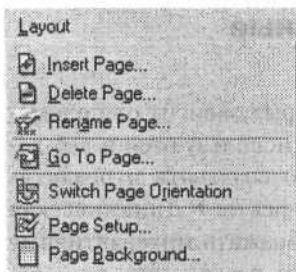 Layout
Insert Page...
Delete Page...
Rename Page...
Go To Page...
Switch Page Orientation
Page Setup...
Page Background...